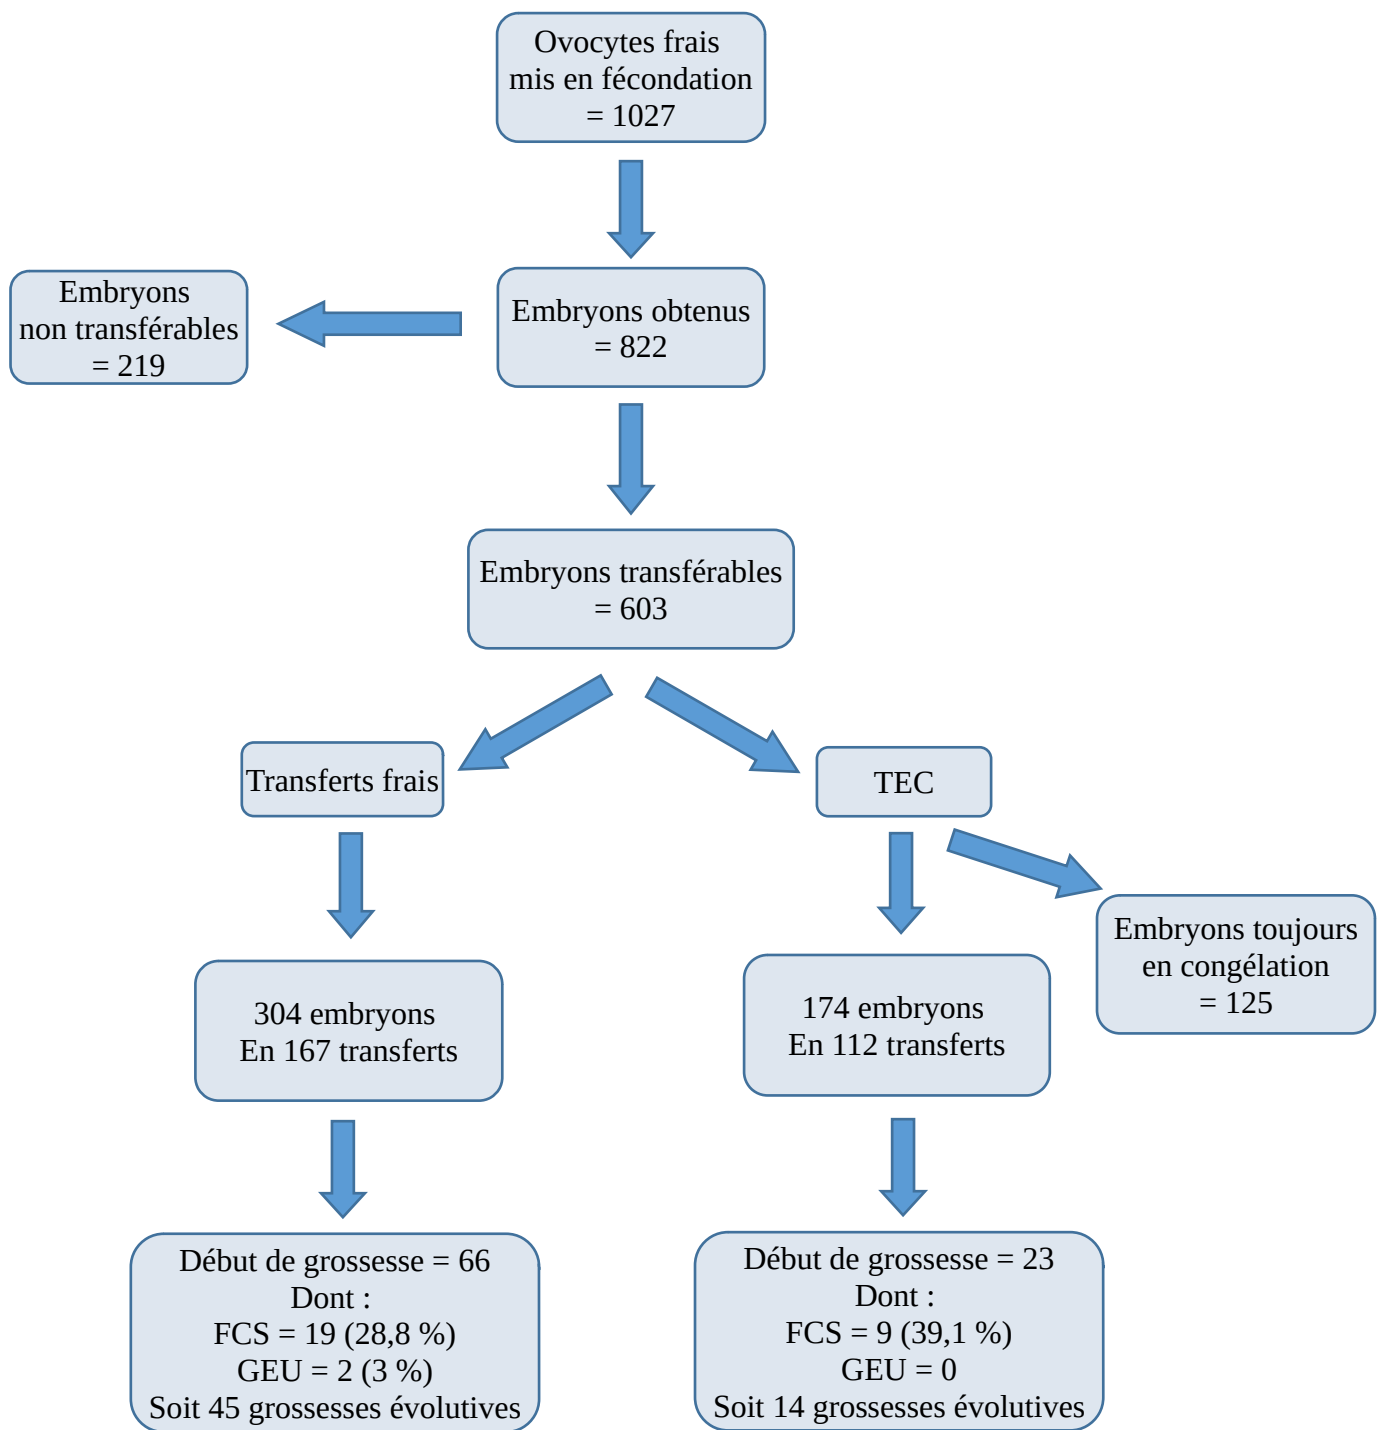 Ovocytes frais
mis en fécondation
= 1027
Embryons
non transférables
= 219
Embryons obtenus
= 822
Embryons transférables
= 603
Transferts frais
TEC
304 embryons
En 167 transferts
174 embryons
En 112 transferts
Embryons toujours
en congélation
= 125
Début de grossesse = 66
Dont :
FCS = 19 (28,8 %)
GEU = 2 (3 %)
Soit 45 grossesses évolutives
Début de grossesse = 23
Dont :
FCS = 9 (39,1 %)
GEU = 0
Soit 14 grossesses évolutives